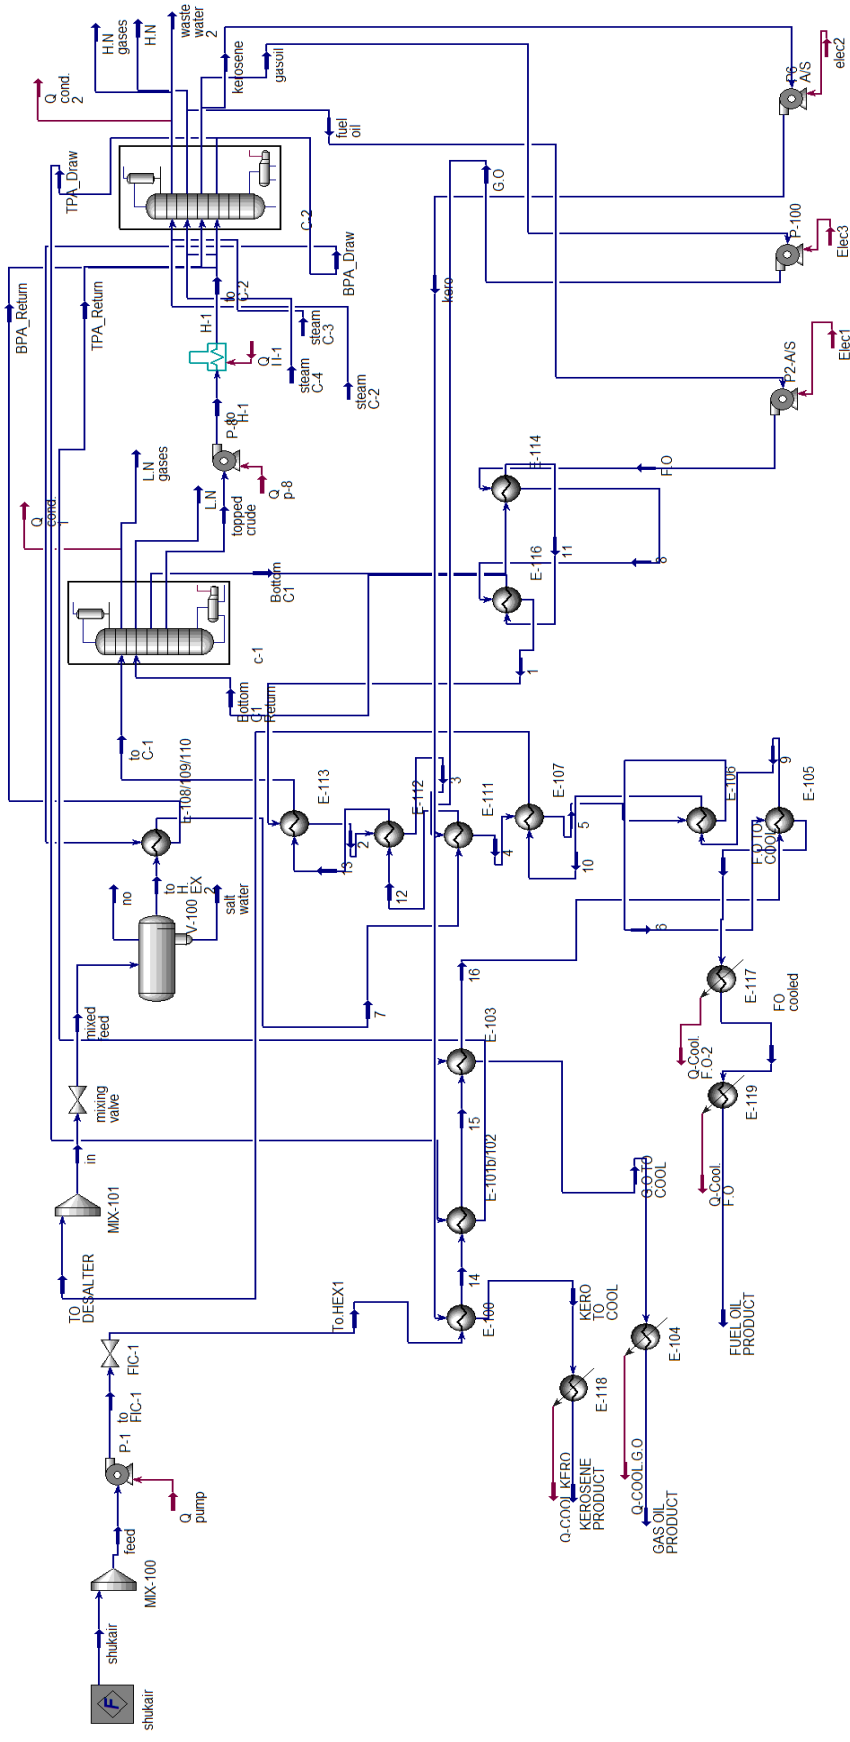 shukair
shukair
MIX-100
feed
Q
pump
P-1
to
FIC-1
FIC-1
To.HEX1
TO
DESALTER
MIX-101
in
mixing
valve
mixed
feed
no
V-100
salt
water
to
H. EX
2
E-108/109/110
7
to
C-1
c-1
Bottom
C1
Return
Bottom
C1
Q
cond.
1
L.N
gases
L.N
topped
crude
Q
p-8
P-8
to
H-1
H-1
Q
H-1
to
C-2
steam
C-4
steam
C-3
steam
C-2
BPA_Return
TPA_Return
BPA_Draw
TPA_Draw
C-2
Q
cond.
2
H.N
gases
H.N
waste
water
2
kerosene
gasoil
fuel
oil
P6
A/S
elec2
G.O
kero
P-100
Elec3
P2-A/S
Elec1
F.O
E-114
8
11
E-116
1
E-113
13
2
E-112
3
12
E-111
4
E-107
5
10
E-106
9
E-105
6
F.O TO
COOL
E-117
FO
cooled
Q-Cool.
F.O-2
E-119
Q-Cool.
F.O
FUEL OIL
PRODUCT
16
E-103
15
E-101b/102
14
E-100
G.O TO
COOL
E-104
Q-COOL.G.O
GAS OIL
PRODUCT
KERO
TO
COOL
E-118
Q-COOL.KERO
KEROSENE
PRODUCT